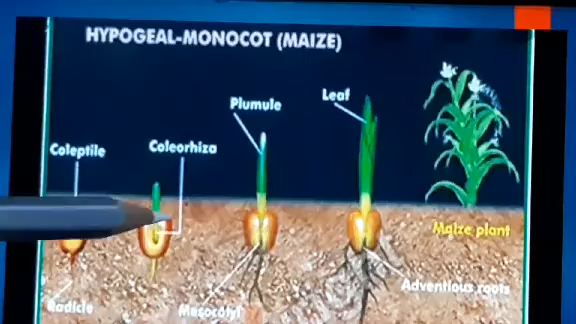 HYPOGEAL-MONOCOT (MAIZE)
Plumule
Leaf
Coleptile
Coleorhiza
Maize plant
Adventious roots
Radicle
Mesocotyl